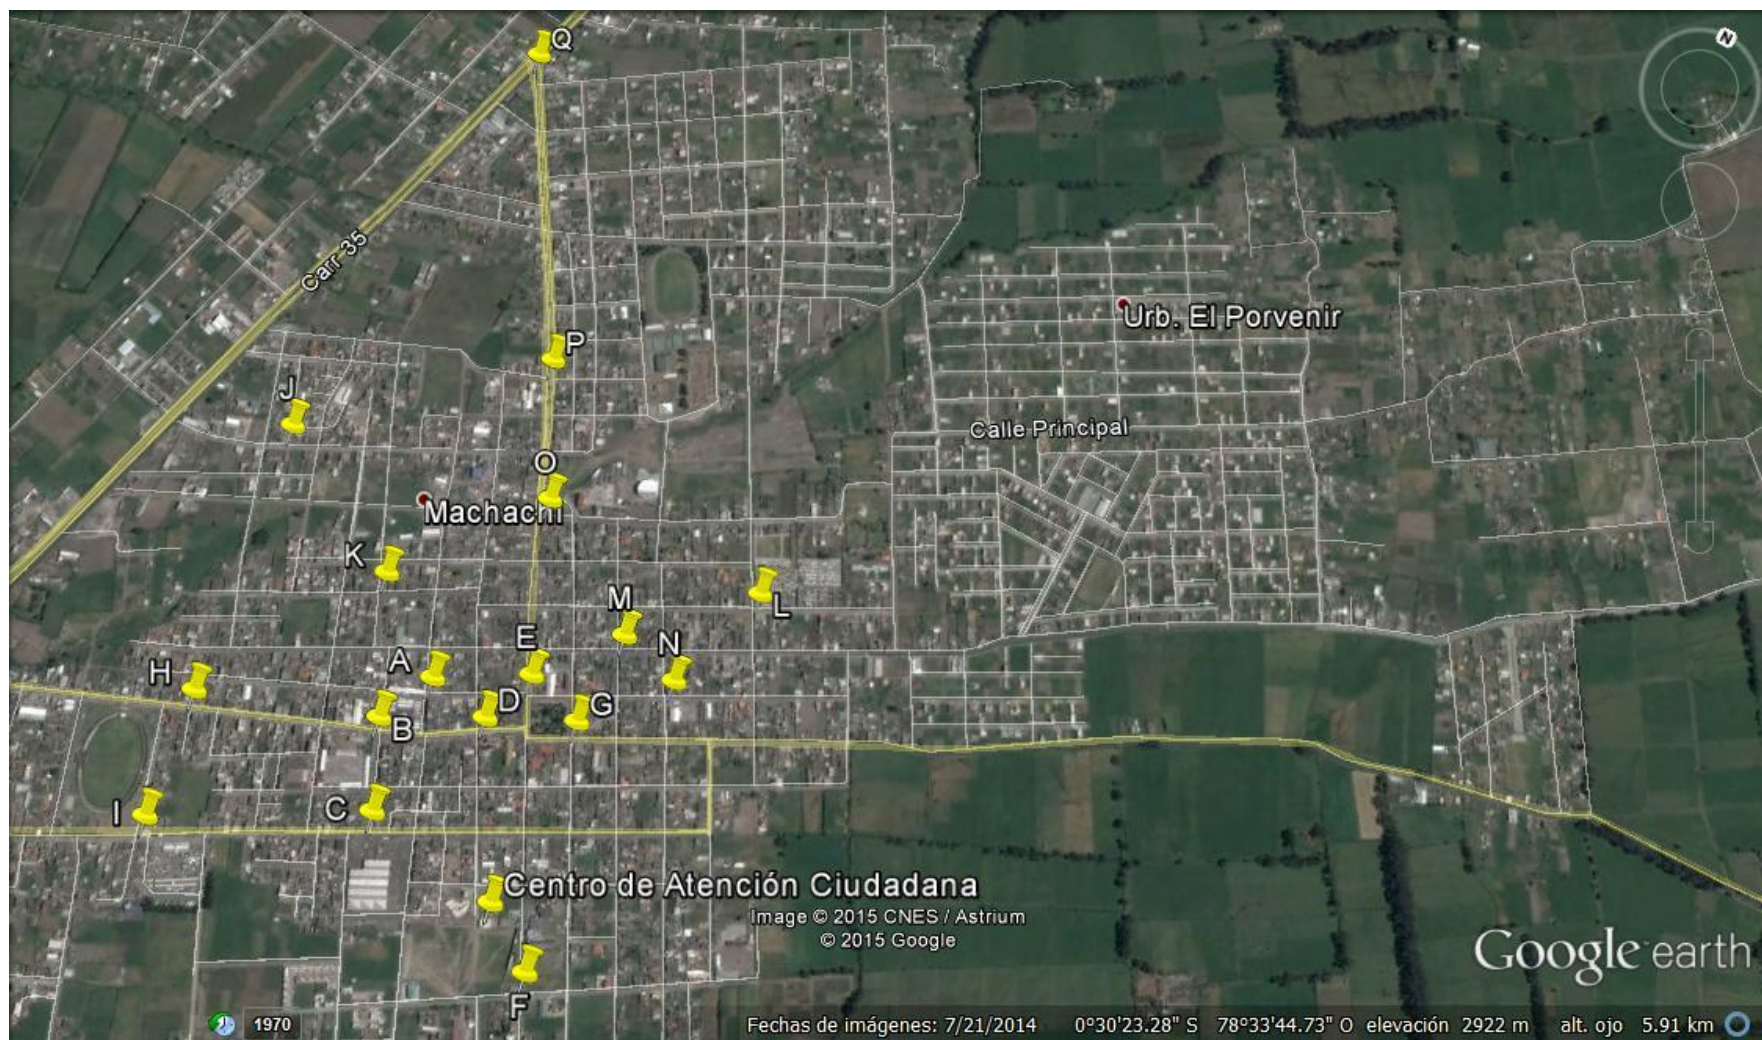 Q
N
Carr 35
Urb. El Porvenir
P
J
Calle Principal
O
Machachi
K
M
L
E
N
H
A
D
G
B
I
C
Centro de Atención Ciudadana
Image © 2015 CNES / Astrium
© 2015 Google
Google earth
F
1970
Fechas de imágenes: 7/21/2014 0°30'23.28" S 78°33'44.73" O elevación 2922 m alt. ojo 5.91 km